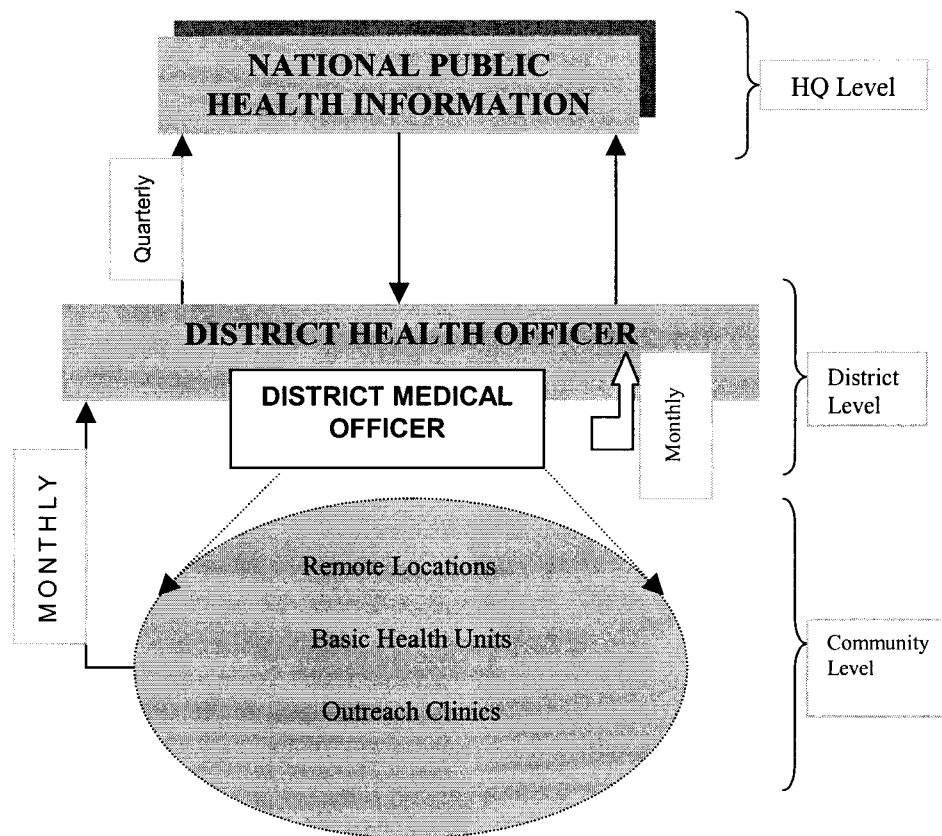 NATIONAL PUBLIC
HEALTH INFORMATION
HQ Level
Quarterly
DISTRICT HEALTH OFFICER
DISTRICT MEDICAL
OFFICER
Monthly
District
Level
MONTHLY
Remote Locations
Basic Health Units
Outreach Clinics
Community
Level